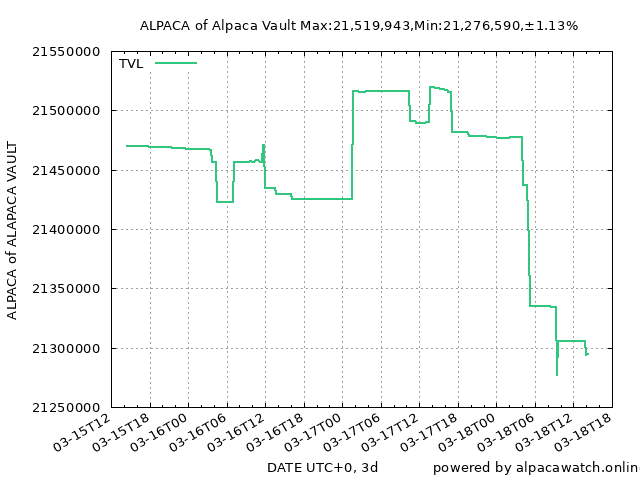 ALPACA of Alpaca Vault Max:21,519,943,Min:21,276,590,±1.13%
TVL
21550000
21500000
21450000
21400000
21350000
21300000
21250000
ALPACA of ALAPACA VAULT
03-15T12
03-15T18
03-16T00
03-16T06
03-16T12
03-16T18
03-17T00
03-17T06
03-17T12
03-17T18
03-18T00
03-18T06
03-18T12
03-18T18
DATE UTC+0, 3d
powered by alpacawatch.onlin